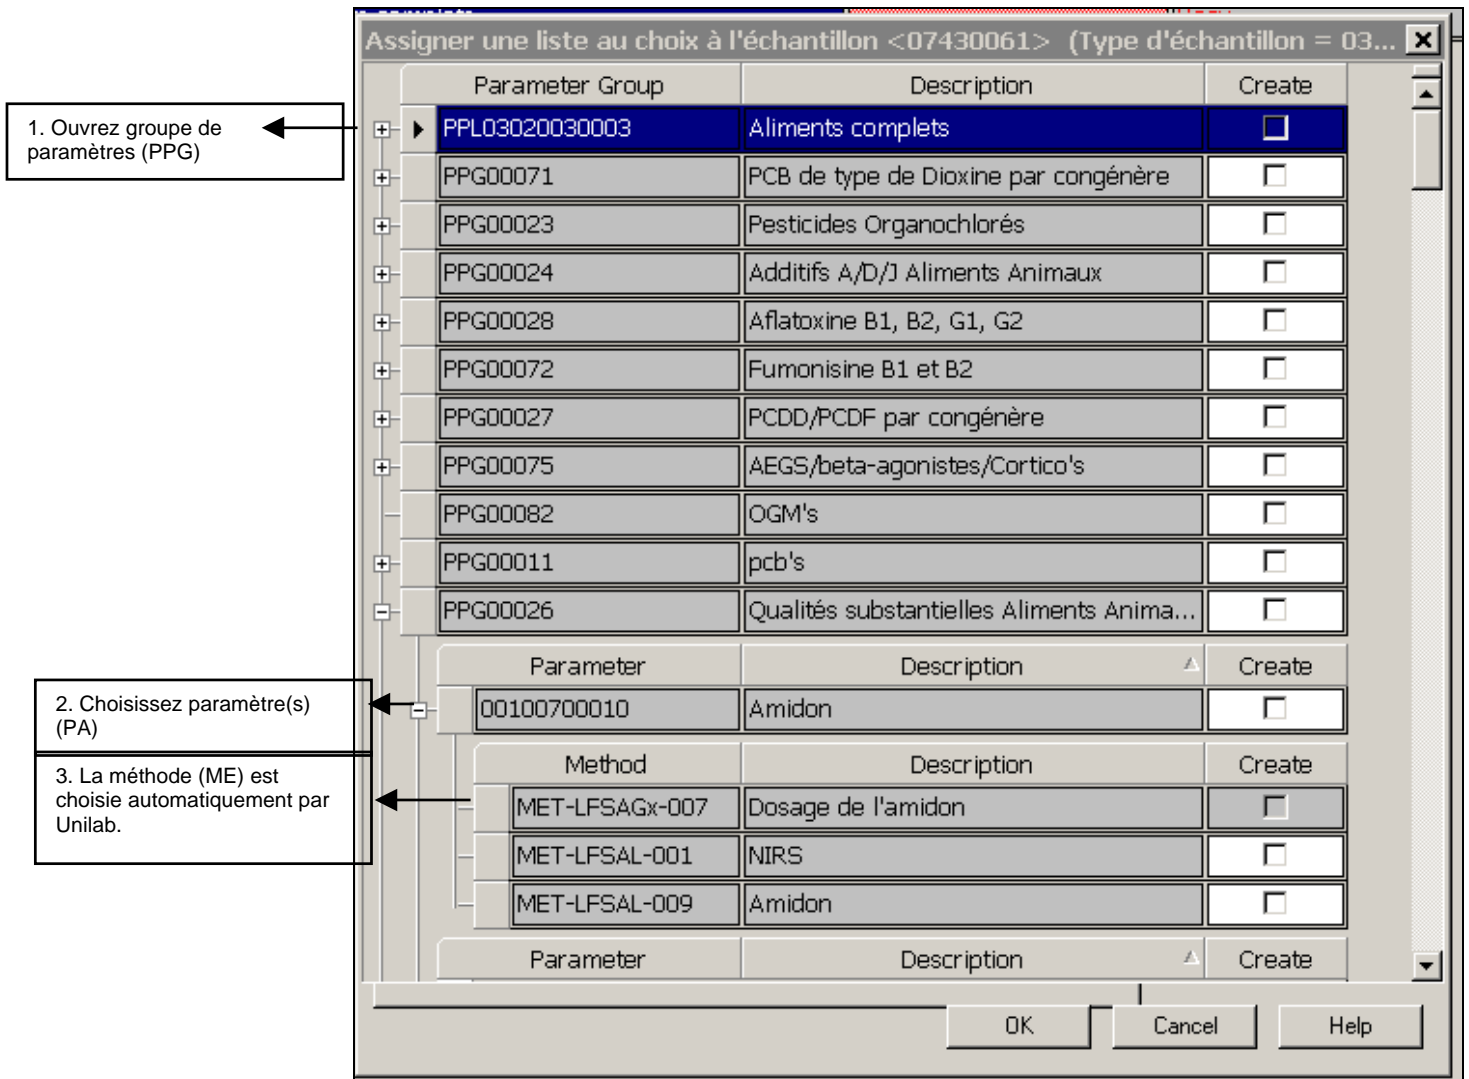 Assigner une liste au choix à l'échantillon <07430061> (Type d'échantillon = 03...
Parameter Group Description Create
1. Ouvrez groupe de
paramètres (PPG)
PPL03020030003 Aliments complets
PPG00071 PCB de type de Dioxine par congénère
PPG00023 Pesticides Organochlorés
PPG00024 Additifs A/D/J Aliments Animaux
PPG00028 Aflatoxine B1, B2, G1, G2
PPG00072 Fumonisine B1 et B2
PPG00027 PCDD/PCDF par congénère
PPG00075 AEGS/beta-agonistes/Cortico's
PPG00082 OGM's
PPG00011 pcb's
PPG00026 Qualités substantielles Aliments Anima...
Parameter Description Create
2. Choisissez paramètre(s)
(PA)
00100700010 Amidon
3. La méthode (ME) est
choisie automatiquement par
Unilab.
Method Description Create
MET-LFSAGx-007 Dosage de l'amidon
MET-LFSAL-001 NIRS
MET-LFSAL-009 Amidon
Parameter Description Create
OK Cancel Help